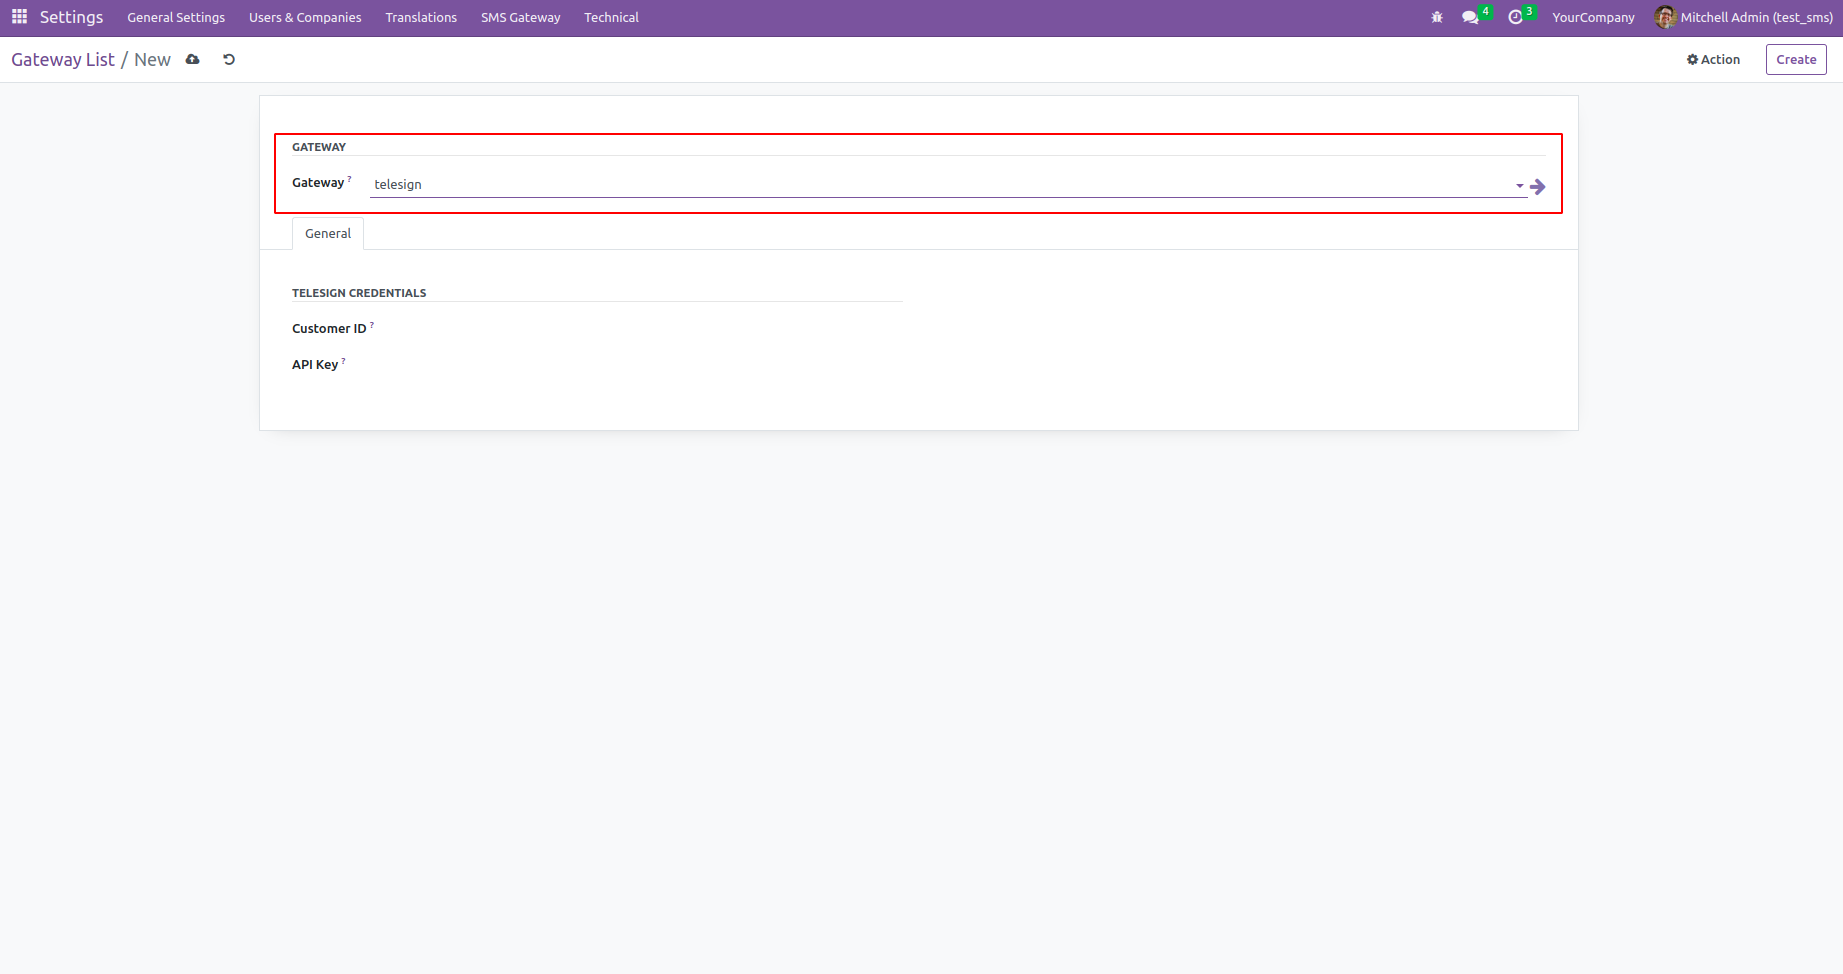 Settings General Settings Users & Companies Translations SMS Gateway Technical 4 3 YourCompany Mitchell Admin (test_sms)
Gateway List / New Action Create
GATEWAY
Gateway ? telesign
General
TELESIGN CREDENTIALS
Customer ID ?
API Key ?